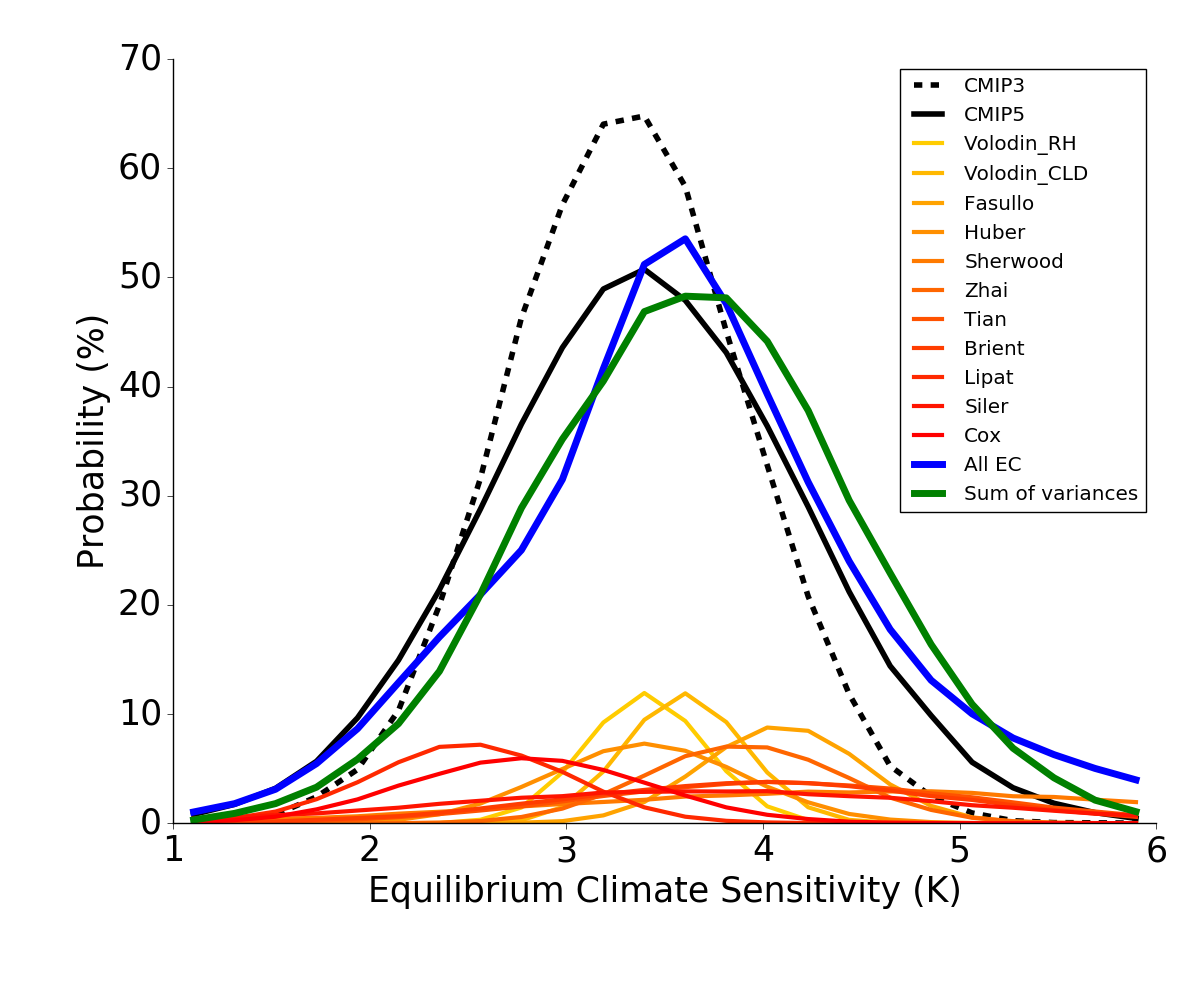 70
60
50
40
30
20
10
0
Probability (%)
1 2 3 4 5 6
Equilibrium Climate Sensitivity (K)
CMIP3
CMIP5
Volodin_RH
Volodin_CLD
Fasullo
Huber
Sherwood
Zhai
Tian
Brient
Lipat
Siler
Cox
All EC
Sum of variances